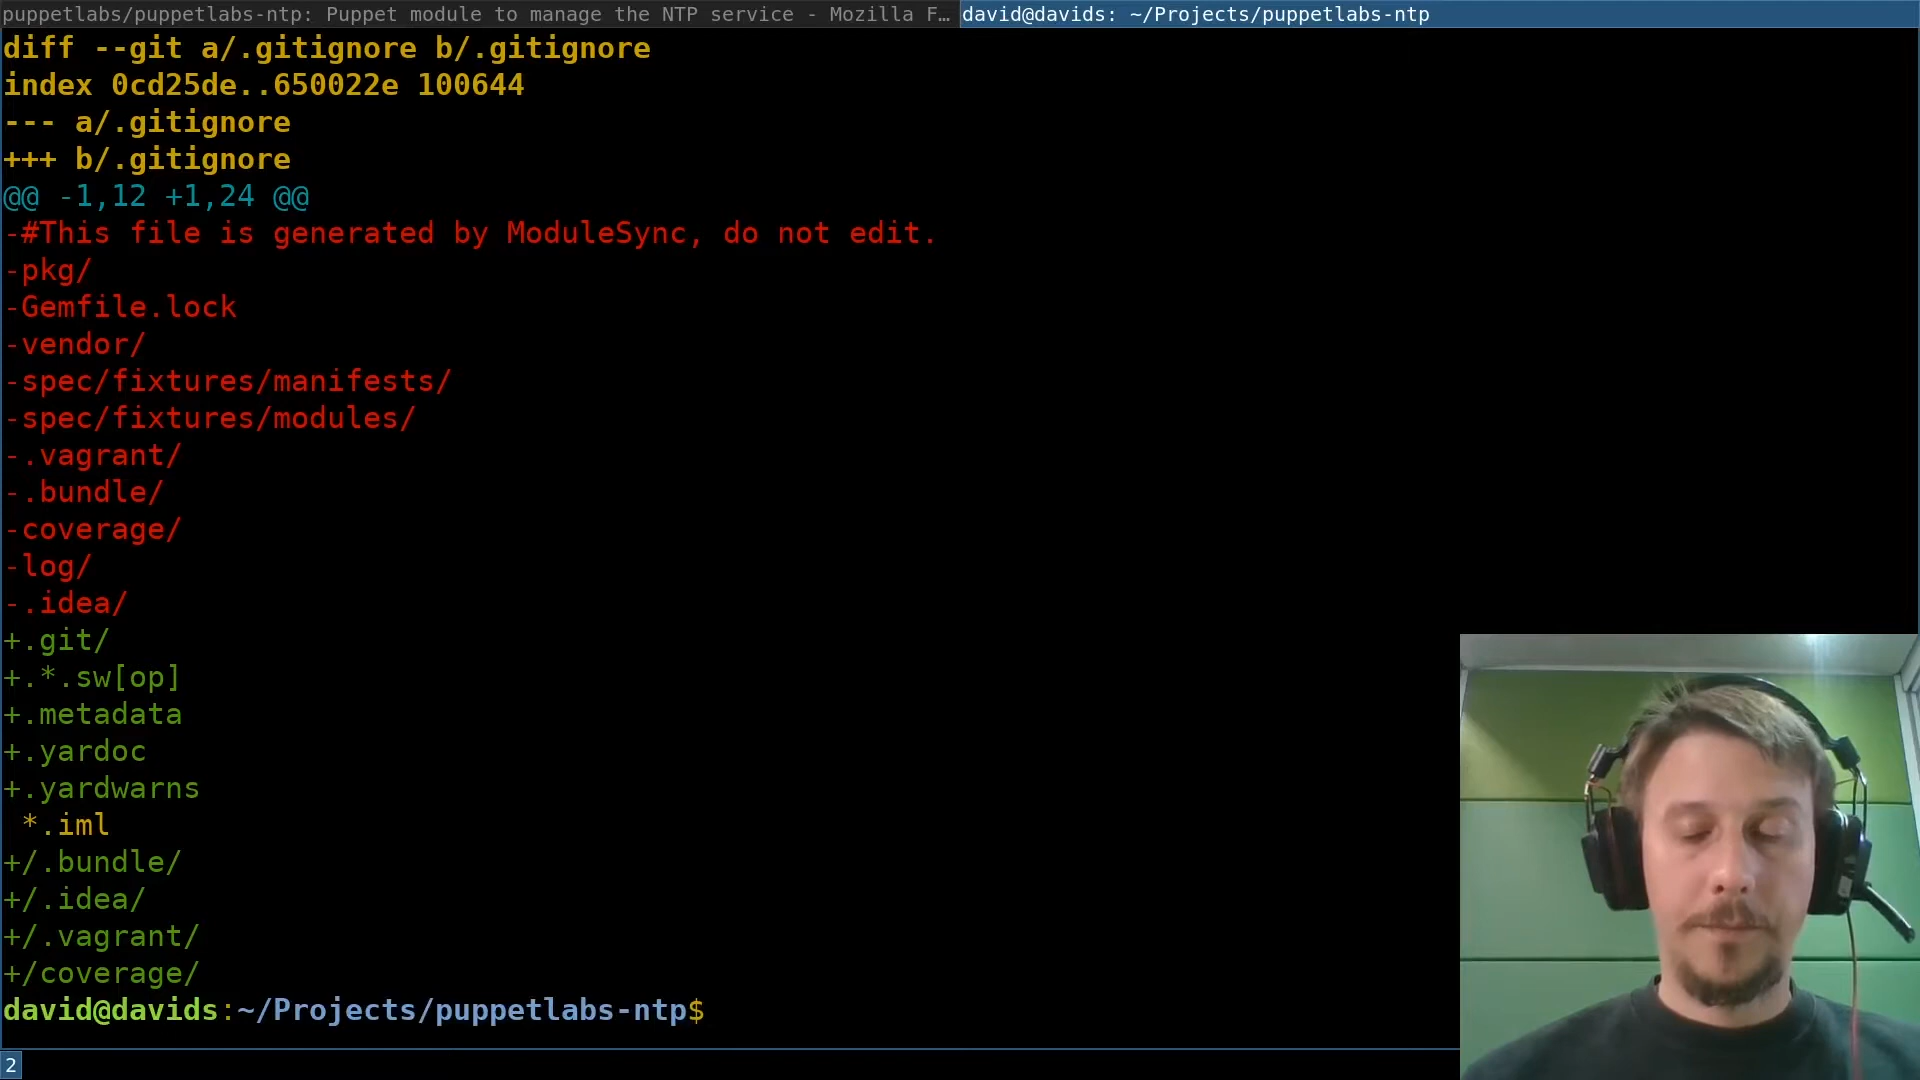 puppetlabs/puppetlabs-ntp: Puppet module to manage the NTP service - Mozilla F…
david@davids: ~/Projects/puppetlabs-ntp
diff --git a/.gitignore b/.gitignore
index 0cd25de..650022e 100644
--- a/.gitignore
+++ b/.gitignore
@@ -1,12 +1,24 @@
-#This file is generated by ModuleSync, do not edit.
-pkg/
-Gemfile.lock
-vendor/
-spec/fixtures/manifests/
-spec/fixtures/modules/
-.vagrant/
-.bundle/
-coverage/
-log/
-.idea/
+.git/
+.*.sw[op]
+.metadata
+.yardoc
+.yardwarns
 *.iml
+/.bundle/
+/.idea/
+/.vagrant/
+/coverage/
david@davids:~/Projects/puppetlabs-ntp$
2